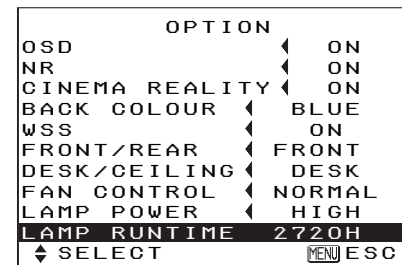 OPTION
OSD ON
NR ON
CINEMA REALITY ON
BACK COLOUR BLUE
WSS ON
FRONT/REAR FRONT
DESK/CEILING DESK
FAN CONTROL NORMAL
LAMP POWER HIGH
LAMP RUNTIME 2720H
SELECT MENU ESC